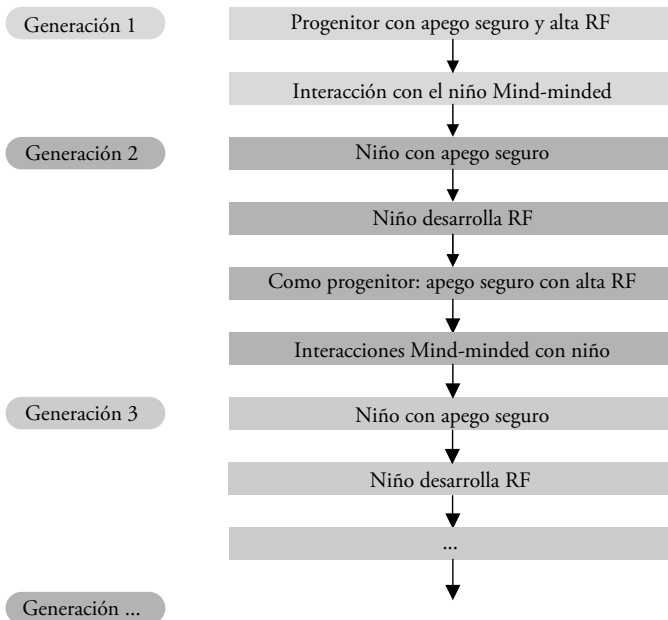 Generación 1
Progenitor con apego seguro y alta RF
Interacción con el niño Mind-minded
Generación 2
Niño con apego seguro
Niño desarrolla RF
Como progenitor: apego seguro con alta RF
Interacciones Mind-minded con niño
Generación 3
Niño con apego seguro
Niño desarrolla RF
...
Generación ...